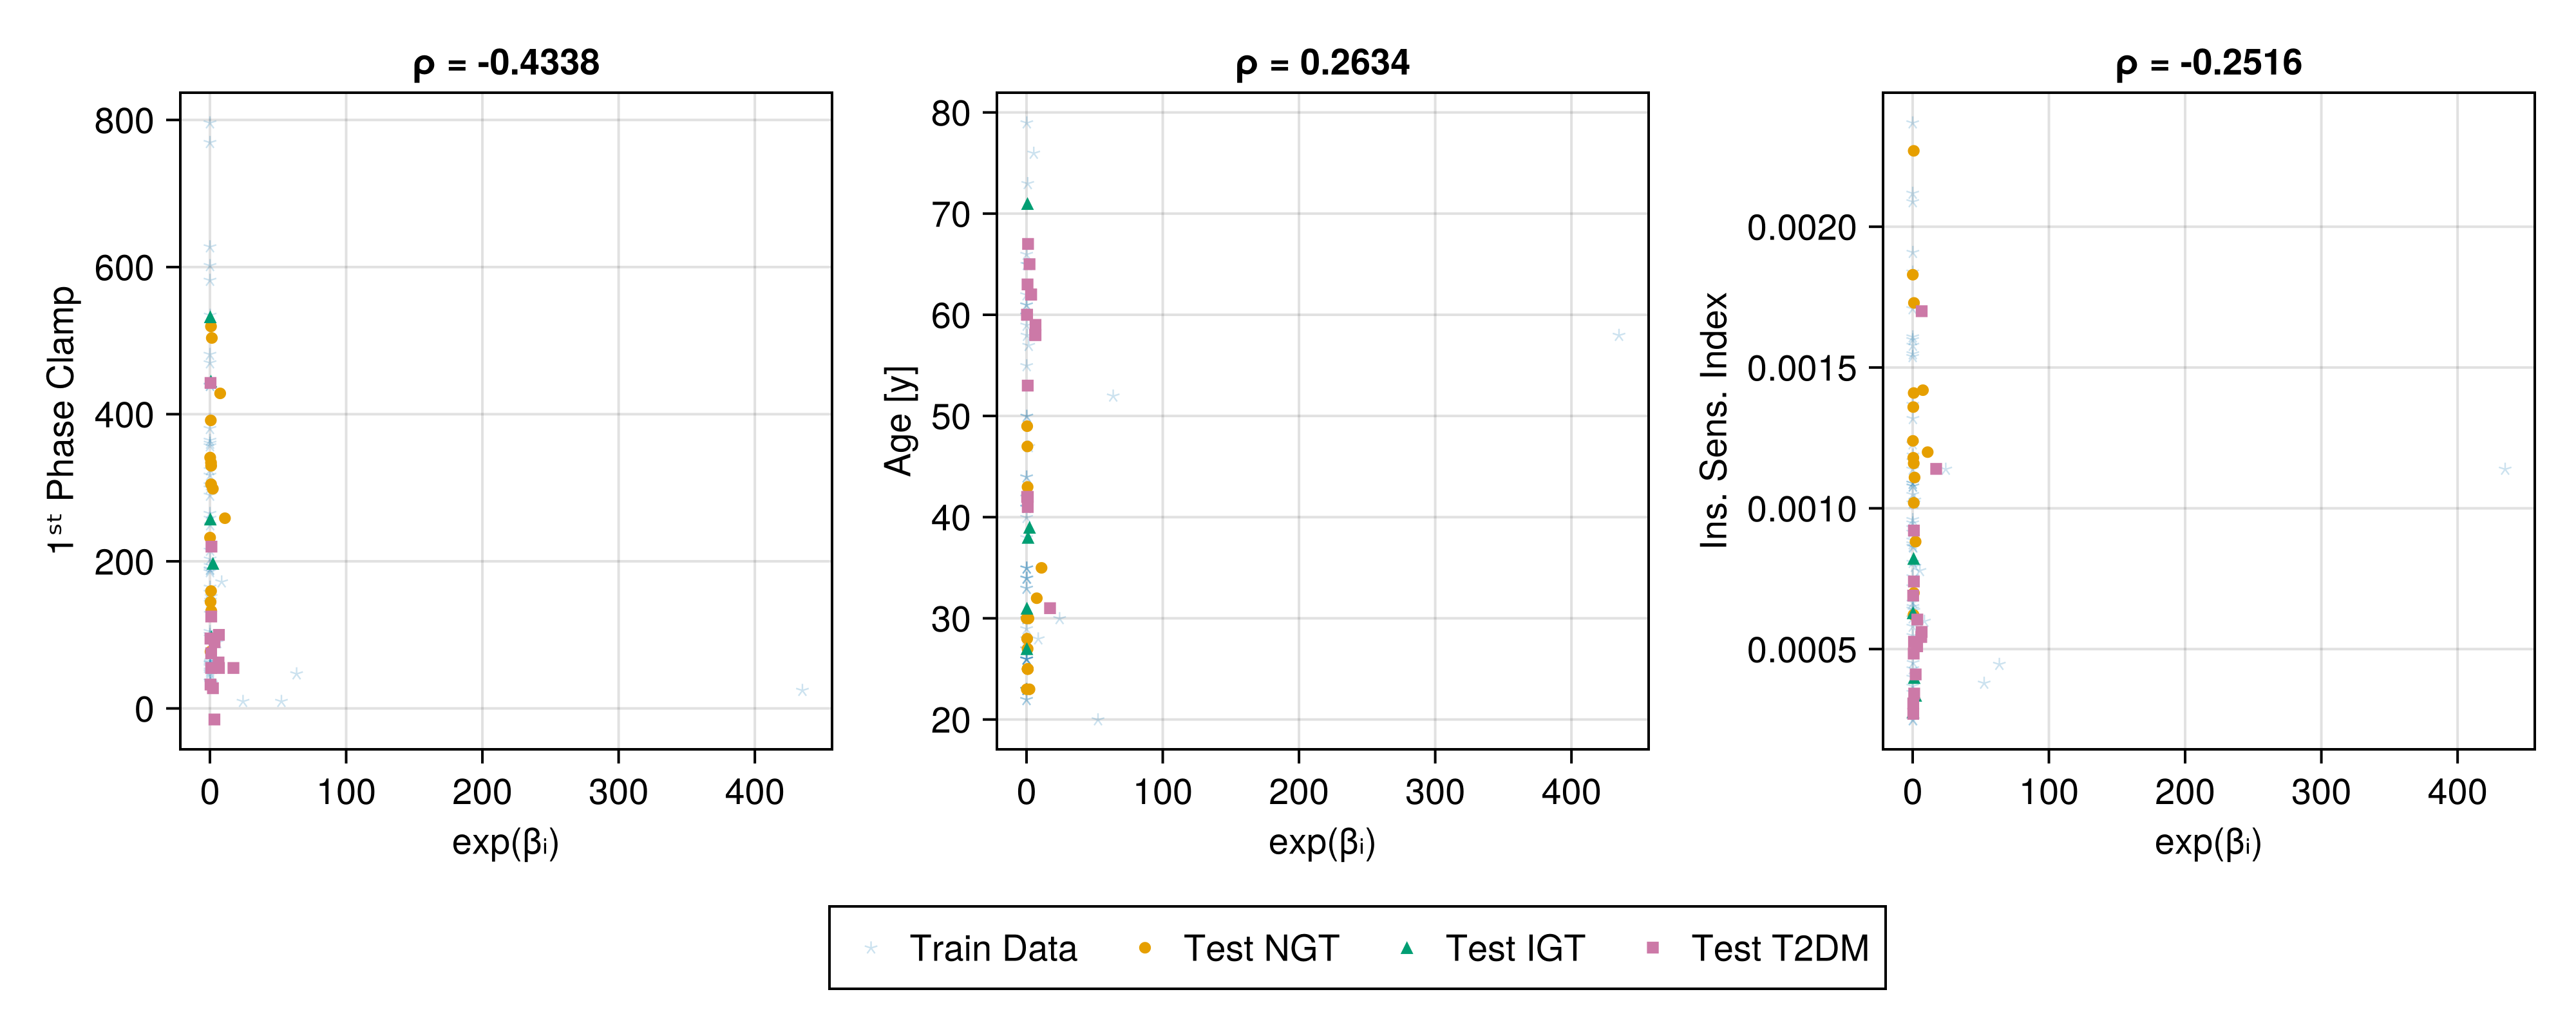 ρ = -0.4338
1ˢᵗ Phase Clamp
800
600
400
200
0
0 100 200 300 400
exp(βᵢ)
ρ = 0.2634
Age [y]
80
70
60
50
40
30
20
0 100 200 300 400
exp(βᵢ)
ρ = -0.2516
Ins. Sens. Index
0.0020
0.0015
0.0010
0.0005
0 100 200 300 400
exp(βᵢ)
Train Data Test NGT Test IGT Test T2DM